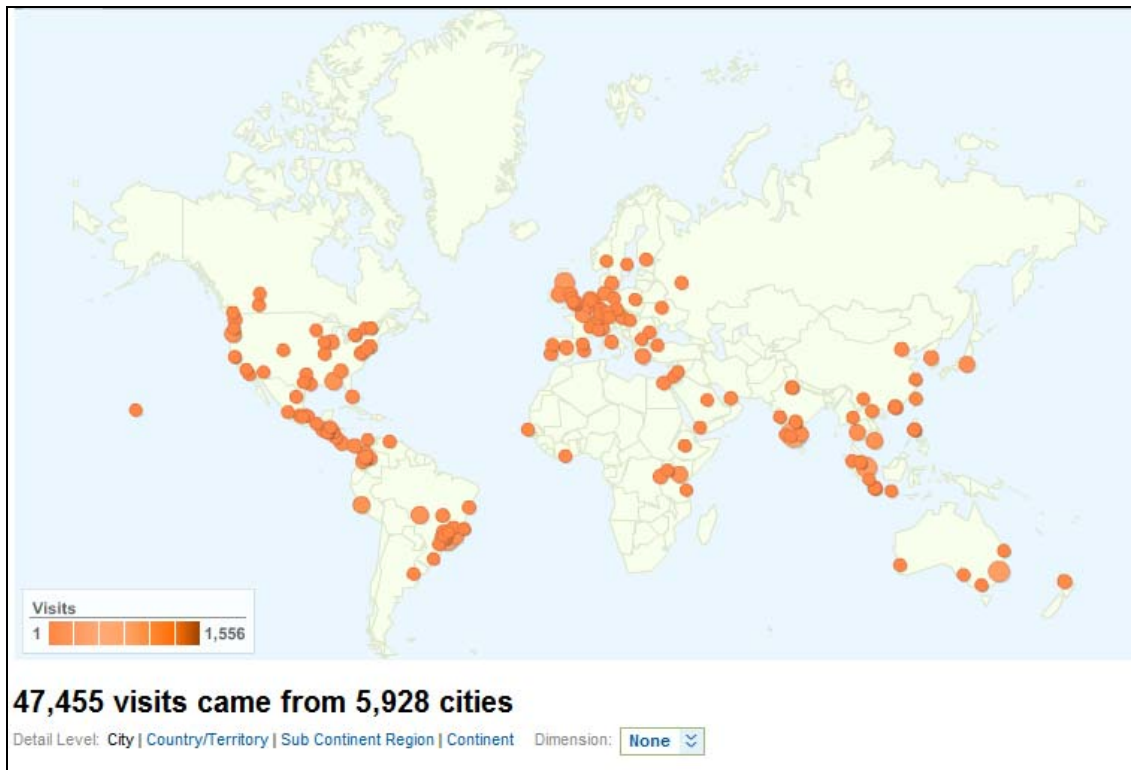 Visits
1 1,556
47,455 visits came from 5,928 cities
Detail Level: City | Country/Territory | Sub Continent Region | Continent Dimension: None